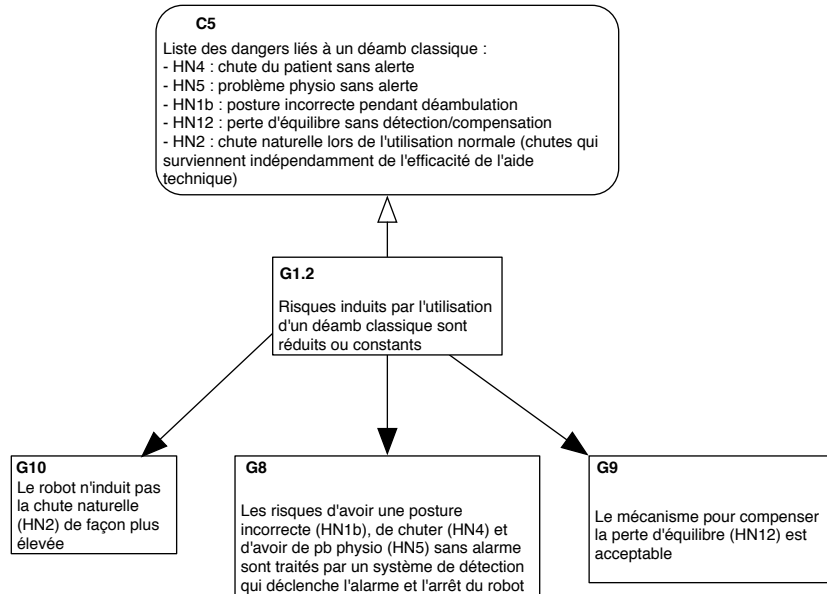 C5
Liste des dangers liés à un déamb classique :
- HN4 : chute du patient sans alerte
- HN5 : problème physio sans alerte
- HN1b : posture incorrecte pendant déambulation
- HN12 : perte d'équilibre sans détection/compensation
- HN2 : chute naturelle lors de l'utilisation normale (chutes qui
surviennent indépendamment de l'efficacité de l'aide
technique)
G1.2
Risques induits par l'utilisation
d'un déamb classique sont
réduits ou constants
G10
Le robot n'induit pas
la chute naturelle
(HN2) de façon plus
élevée
G8
Les risques d'avoir une posture
incorrecte (HN1b), de chuter (HN4) et
d'avoir de pb physio (HN5) sans alarme
sont traités par un système de détection
qui déclenche l'alarme et l'arrêt du robot
G9
Le mécanisme pour compenser
la perte d'équilibre (HN12) est
acceptable